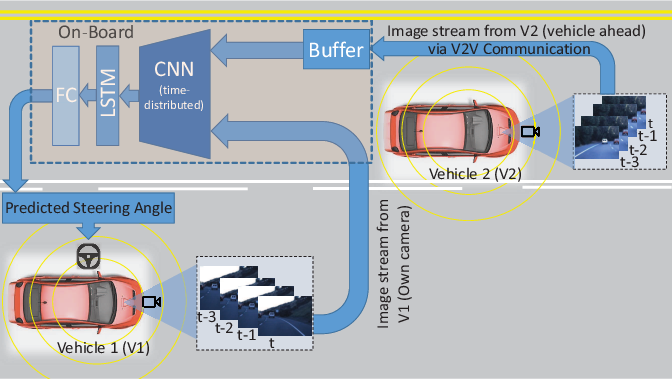 On-Board
Buffer
Image stream from V2 (vehicle ahead)
via V2V Communication
FC
LSTM
CNN
(time-
distributed)
t
t-1
t-2
t-3
Vehicle 2 (V2)
Predicted Steering Angle
Image stream from
V1 (Own camera)
t-3
t-2
t-1
t
Vehicle 1 (V1)